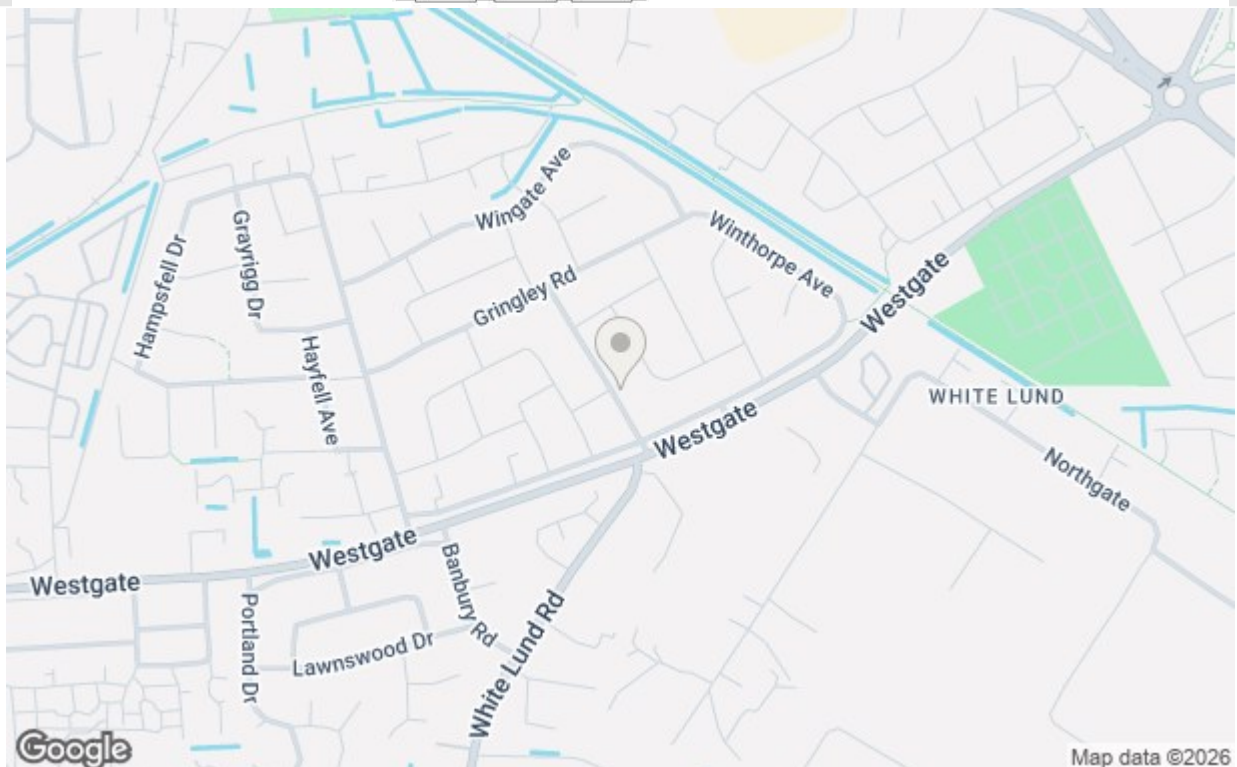 Wingate Ave
Winthorpe Ave
Grayrigg Dr
Hampsfell Dr
Gringley Rd
Westgate
Hayfell Ave
WHITE LUND
Westgate
Northgate
Westgate
Westgate
Banbury Rd
Portland Dr
Lawnswood Dr
White Lund Rd
Google
Map data ©2026